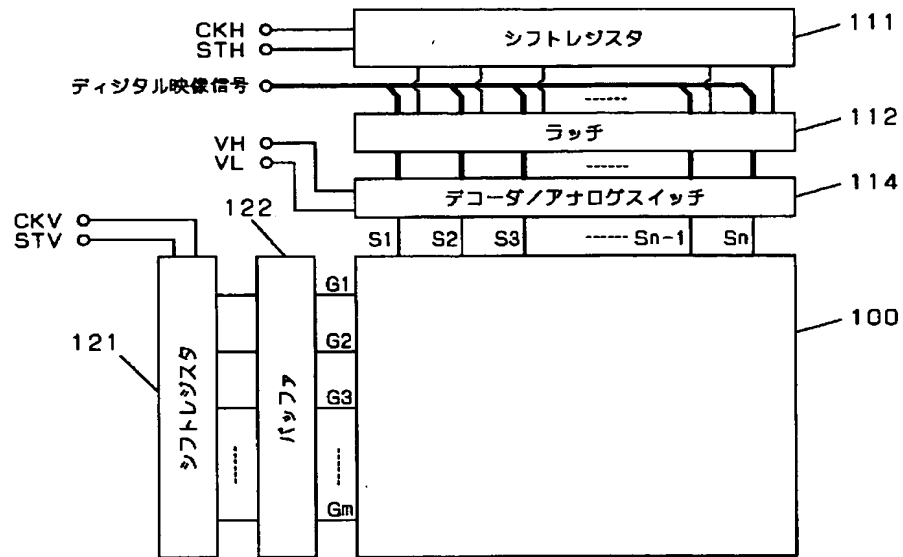 CKH
STH
シフトレジスタ
111
ディジタル映像信号
------
ラッチ
112
VH
VL
------
デコーダ/アナログスイッチ
114
CKV
STV
122
S1 S2 S3 ------ Sn-1 Sn
G1
G2
G3
------
------
Gm
100
121
シフトレジスタ
バッファ